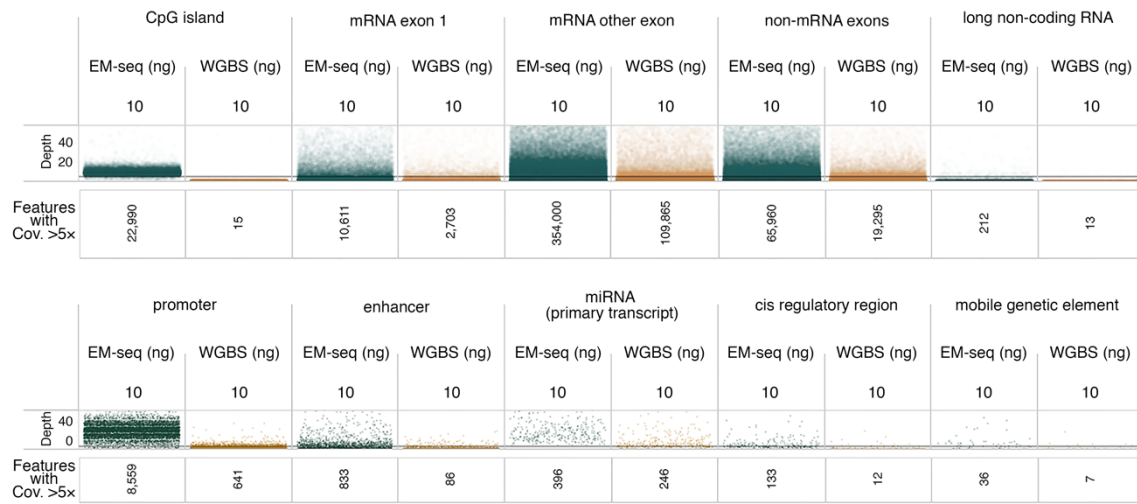 CpG island mRNA exon 1 mRNA other exon non-mRNA exons long non-coding RNA
EM-seq (ng) WGBS (ng) EM-seq (ng) WGBS (ng) EM-seq (ng) WGBS (ng) EM-seq (ng) WGBS (ng) EM-seq (ng) WGBS (ng)
10 10 10 10 10 10 10 10 10 10
Depth
40
20
Features
with
Cov. >5×
22,990 15 10,611 2,703 354,000 109,865 65,980 19,295 212 13
promoter enhancer miRNA
(primary transcript) cis regulatory region mobile genetic element
EM-seq (ng) WGBS (ng) EM-seq (ng) WGBS (ng) EM-seq (ng) WGBS (ng) EM-seq (ng) WGBS (ng) EM-seq (ng) WGBS (ng)
10 10 10 10 10 10 10 10 10 10
Depth
40
0
Features
with
Cov. >5×
8,559 641 833 86 396 246 133 12 36 7